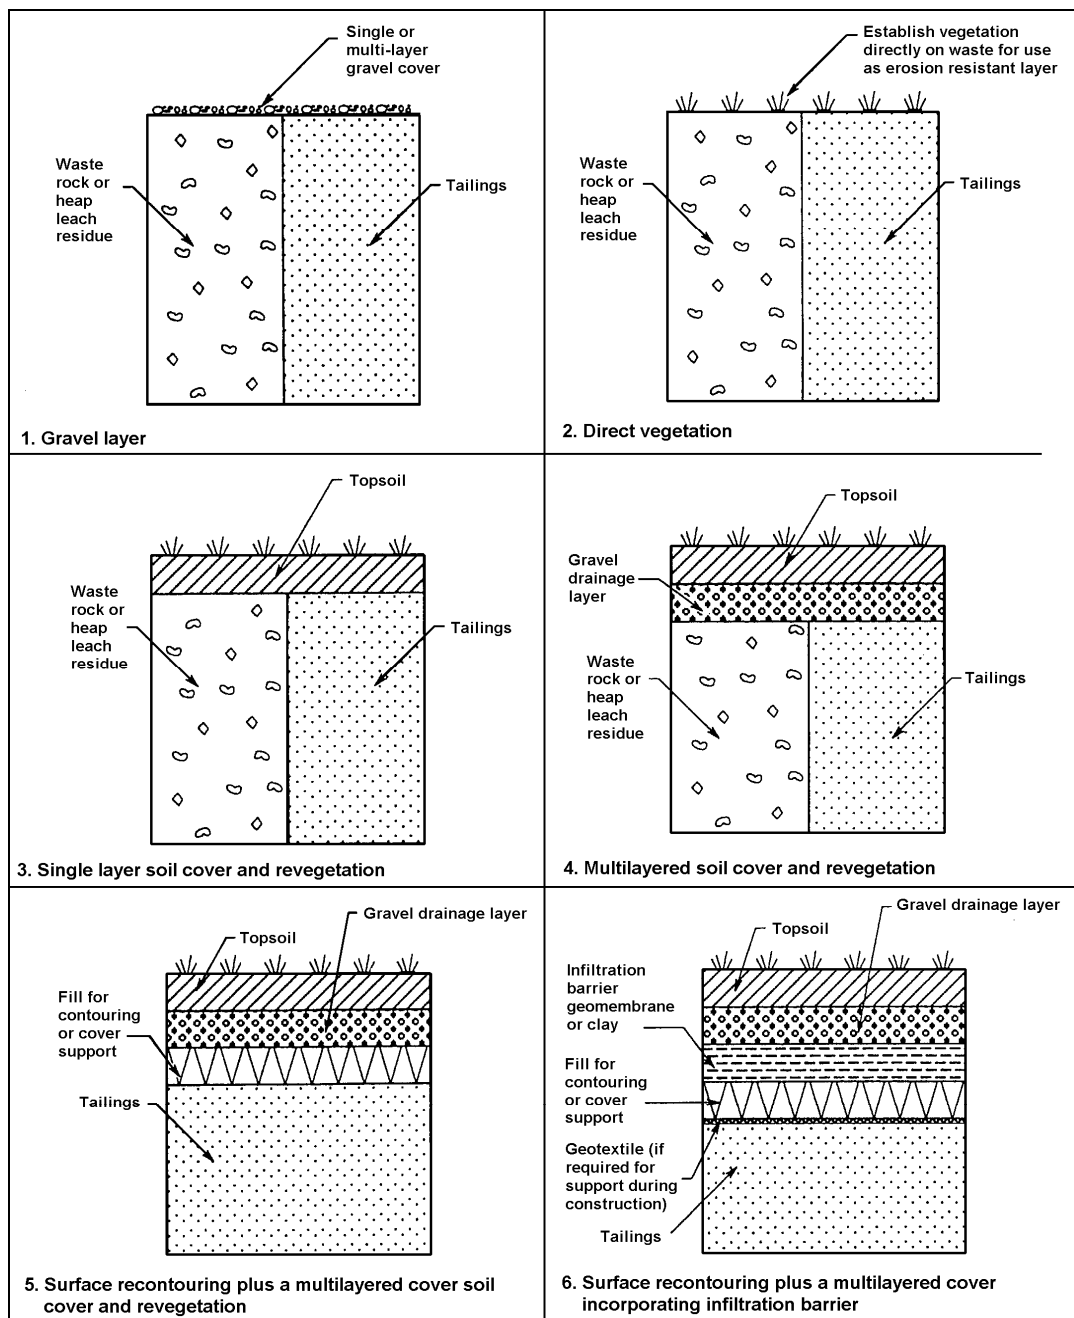 Single or
multi-layer
gravel cover
Waste
rock or
heap
leach
residue
Tailings
1. Gravel layer
Establish vegetation
directly on waste for use
as erosion resistant layer
Waste
rock or
heap
leach
residue
Tailings
2. Direct vegetation
Topsoil
Waste
rock or
heap
leach
residue
Tailings
3. Single layer soil cover and revegetation
Topsoil
Gravel
drainage
layer
Waste
rock or
heap
leach
residue
Tailings
4. Multilayered soil cover and revegetation
Gravel drainage layer
Topsoil
Fill for
contouring
or cover
support
Tailings
5. Surface recontouring plus a multilayered cover soil
cover and revegetation
Gravel drainage layer
Topsoil
Infiltration
barrier
geomembrane
or clay
Fill for
contouring
or cover
support
Geotextile (if
required for
support during
construction)
Tailings
6. Surface recontouring plus a multilayered cover
incorporating infiltration barrier